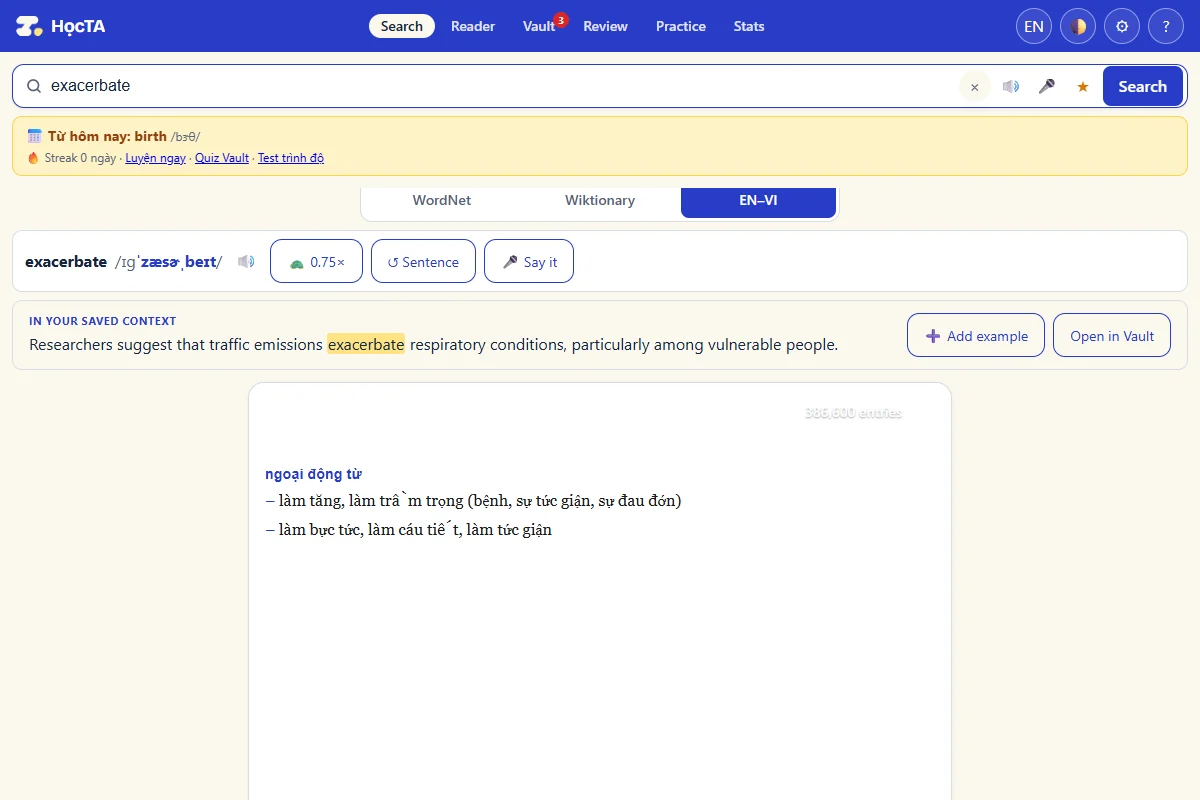 HọcTA
Search Reader Vault 3 Review Practice Stats
EN ?
exacerbate × ★ Search
Từ hôm nay: birth /bɝθ/
Streak 0 ngày · Luyện ngay · Quiz Vault · Test trình độ
WordNet Wiktionary EN–VI
exacerbate /ɪɡˈzæsɚˌbeɪt/ 0.75× ↺ Sentence Say it
IN YOUR SAVED CONTEXT
Researchers suggest that traffic emissions exacerbate respiratory conditions, particularly among vulnerable people.
➕ Add example Open in Vault
386,600 entries
ngoại động từ
– làm tăng, làm trầm trọng (bệnh, sự tức giận, sự đau đớn)
– làm bực tức, làm cáu tiết, làm tức giận